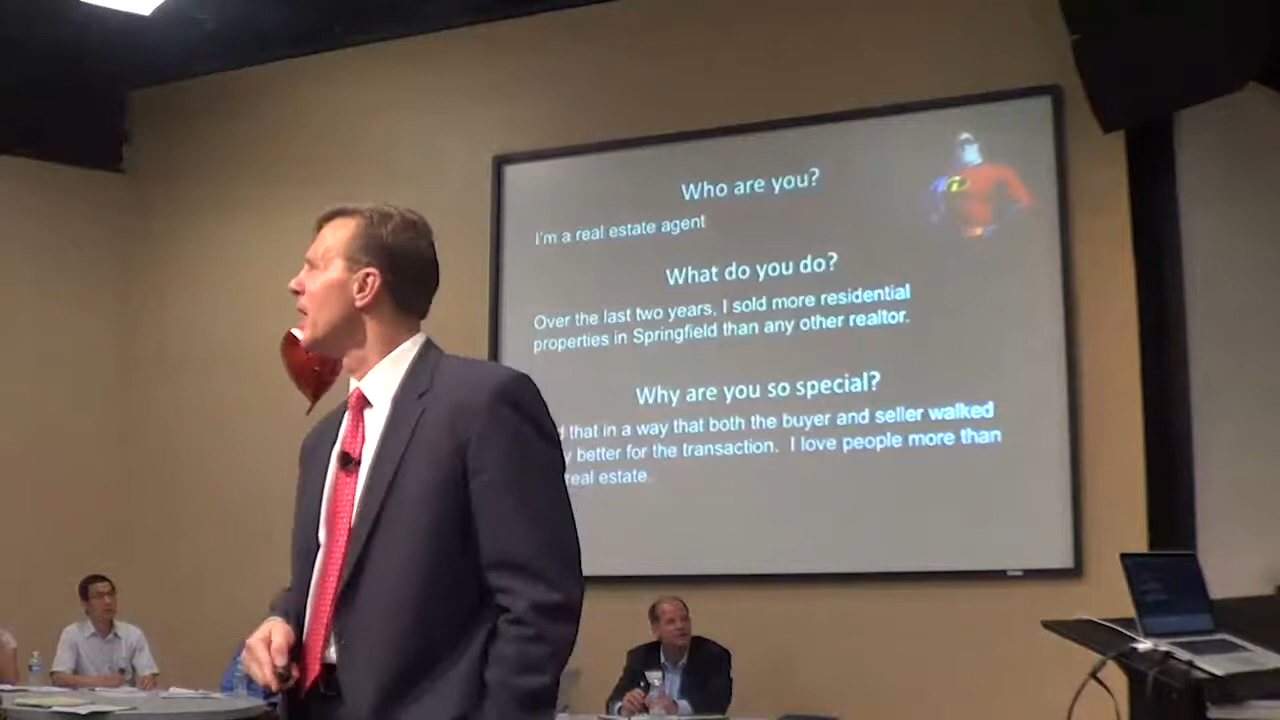 Who are you?
I'm a real estate agent
What do you do?
Over the last two years, I sold more residential
properties in Springfield than any other realtor.
Why are you so special?
that in a way that both the buyer and seller walked
better for the transaction. I love people more than
real estate